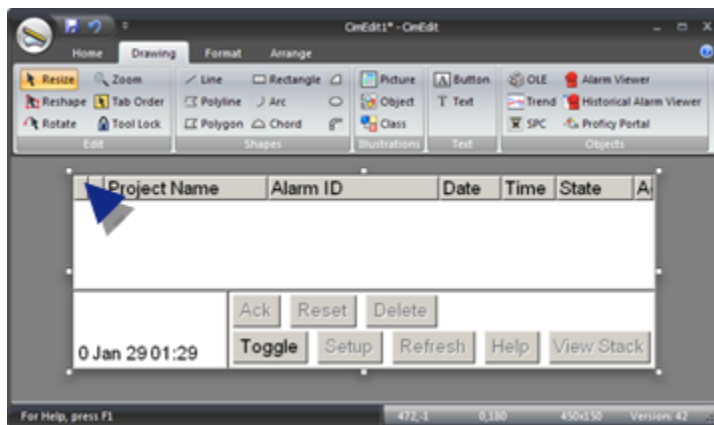 CimEdit1* - CimEdit
Home Drawing Format Arrange
Resize Zoom Line Rectangle Picture Button OLE Alarm Viewer
Reshape Tab Order Polyline Arc Object Text Trend Historical Alarm Viewer
Rotate Tool Lock Polygon Chord Class SPC Proficy Portal
Edit Shapes Illustrations Text Objects
Project Name Alarm ID Date Time State
Ack Reset Delete
0 Jan 29 01:29 Toggle Setup Refresh Help View Stack
For Help, press F1 472,-1 0,180 450x150 Version: 42